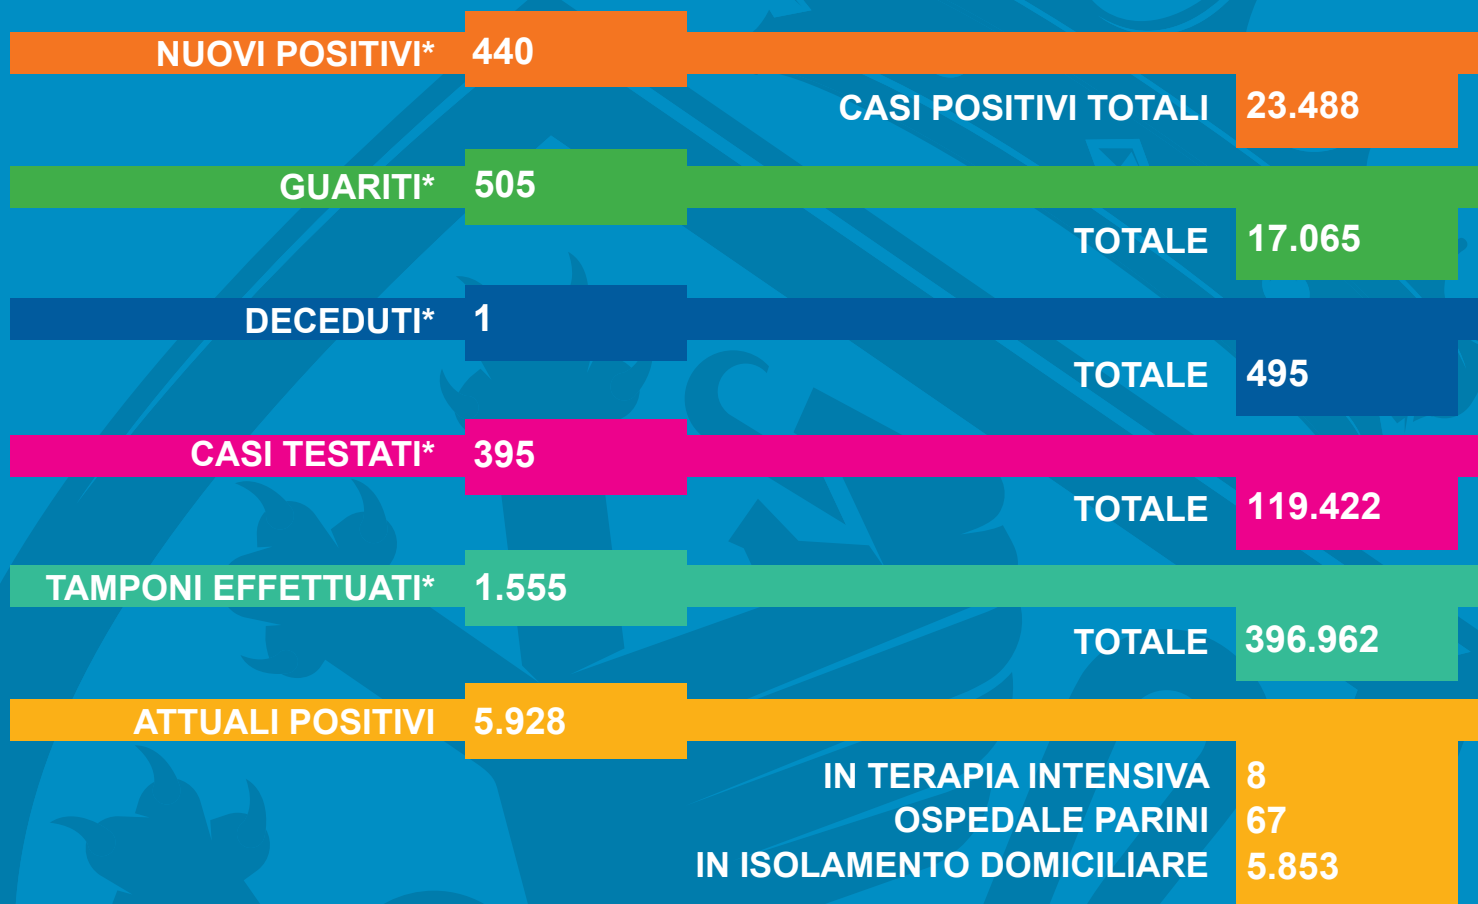 NUOVI POSITIVI* 440
CASI POSITIVI TOTALI 23.488
GUARITI* 505
TOTALE 17.065
DECEDUTI* 1
TOTALE 495
CASI TESTATI* 395
TOTALE 119.422
TAMPONI EFFETTUATI* 1.555
TOTALE 396.962
ATTUALI POSITIVI 5.928
IN TERAPIA INTENSIVA 8
OSPEDALE PARINI 67
IN ISOLAMENTO DOMICILIARE 5.853